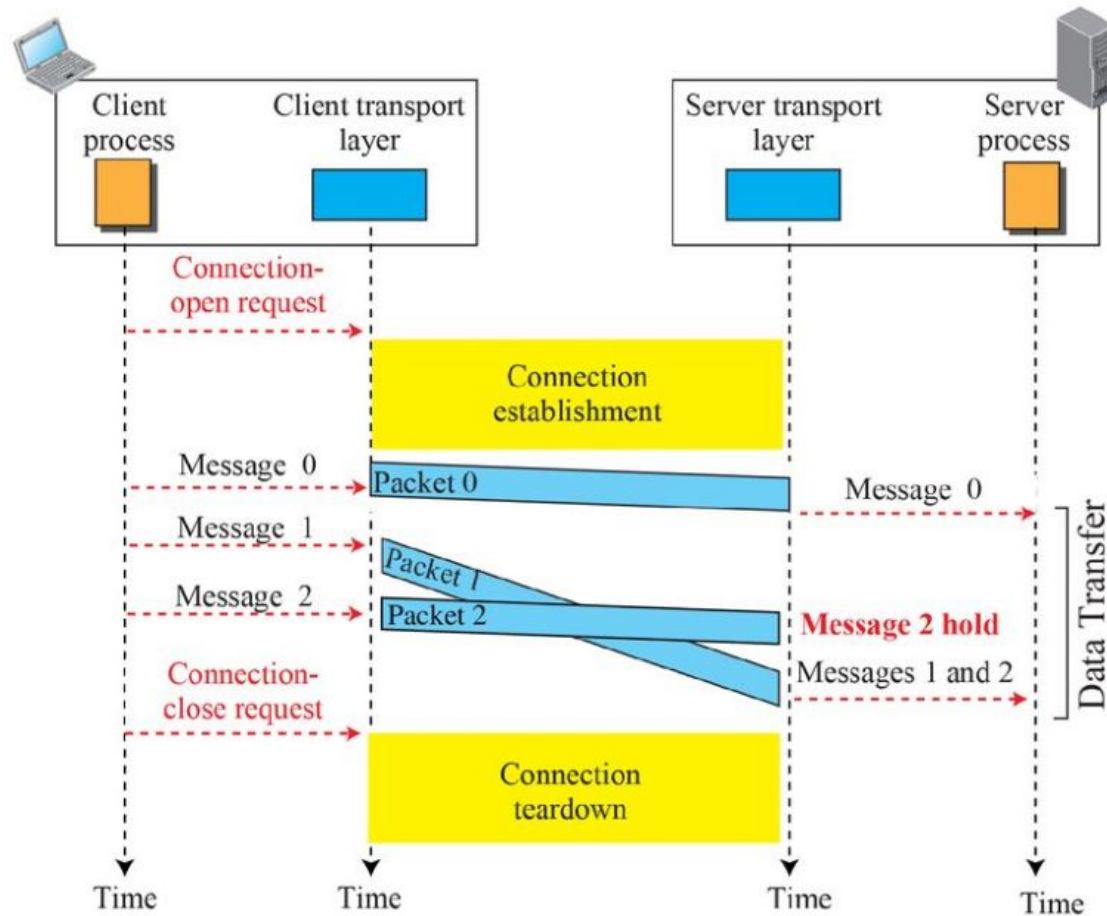 Client
process
Client transport
layer
Server transport
layer
Server
process
Connection-
open request
Connection
establishment
Message 0
Packet 0
Message 0
Message 1
Packet 1
Message 2
Packet 2
Message 2 hold
Messages 1 and 2
Data Transfer
Connection-
close request
Connection
teardown
Time
Time
Time
Time